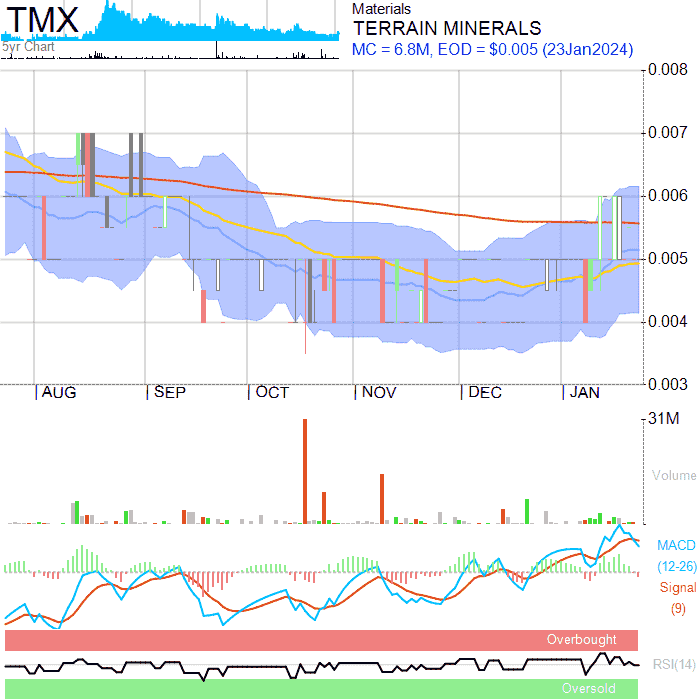 TMX
5yr Chart
Materials
TERRAIN MINERALS
MC = 6.8M, EOD = $0.005 (23Jan2024)
0.008
0.007
0.006
0.005
0.004
0.003
AUG SEP OCT NOV DEC JAN
31M
Volume
MACD
(12-26)
Signal
(9)
Overbought
RSI(14)
Oversold